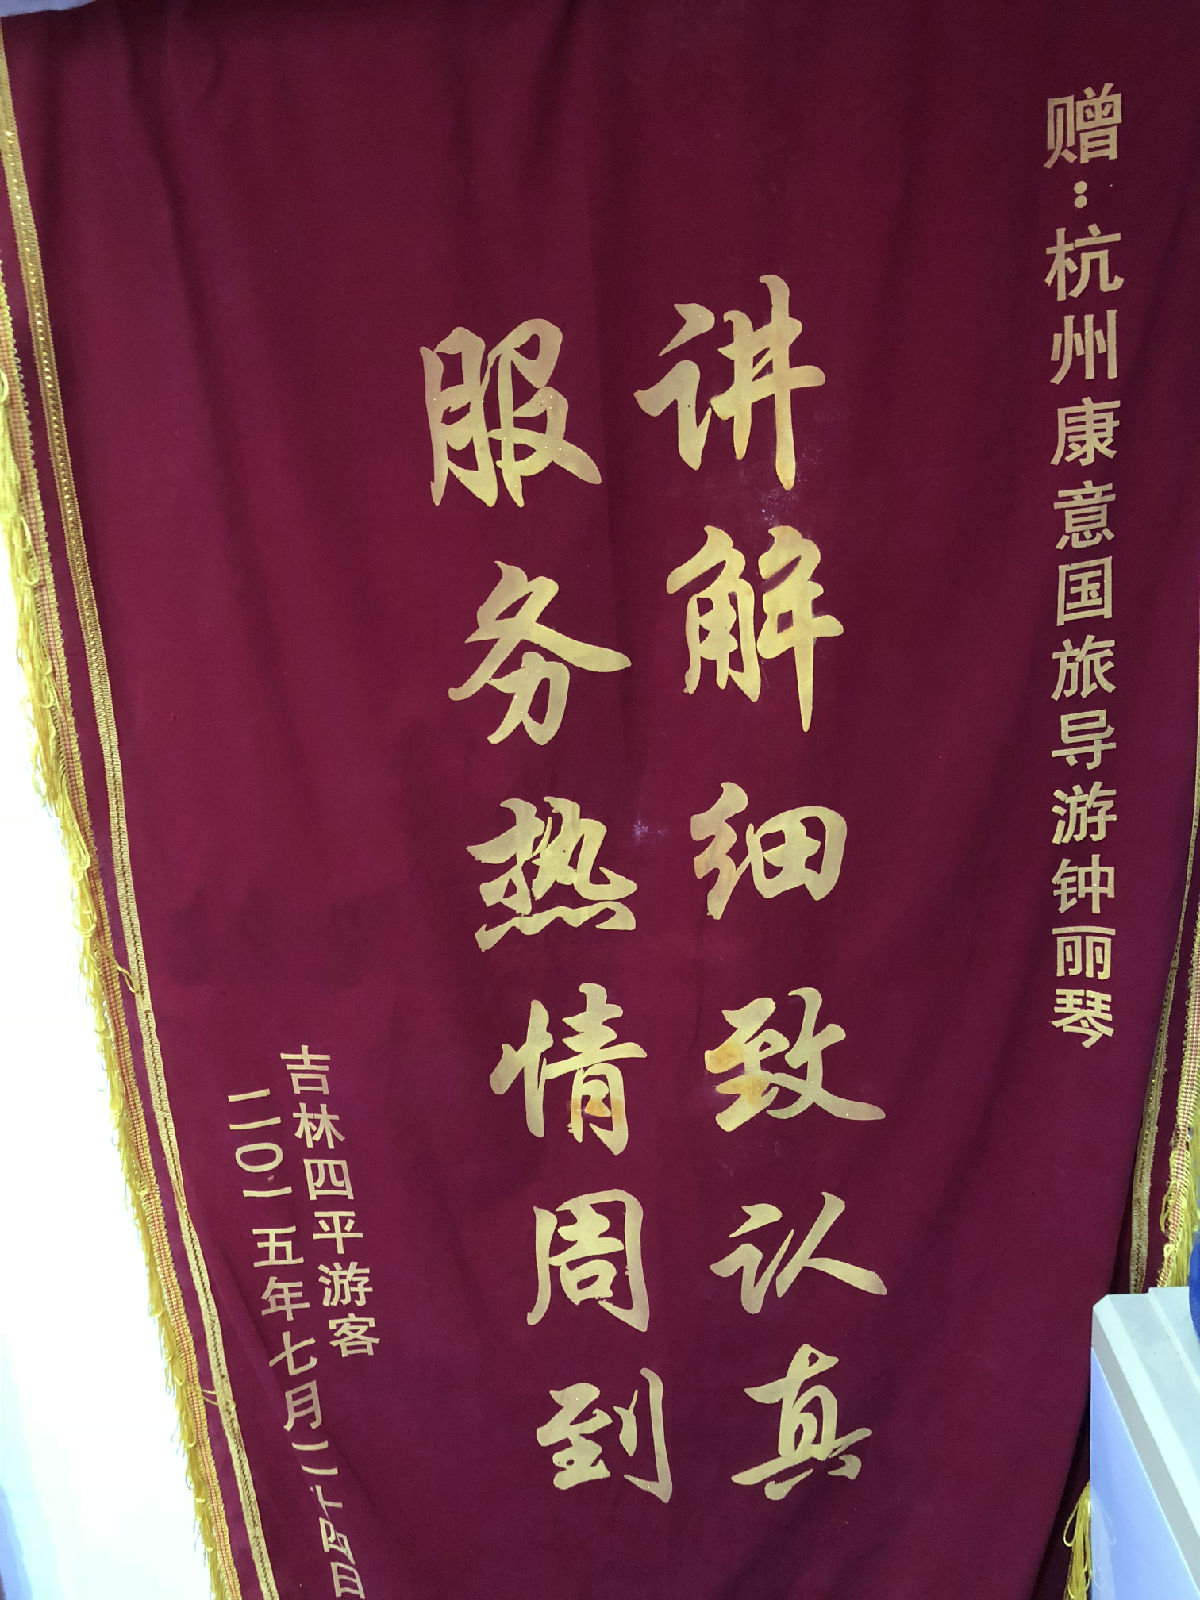 赠：杭州康意国旅导游钟丽琴
讲解细致认真
服务热情周到
吉林四平游客
二〇一五年七月二十四日